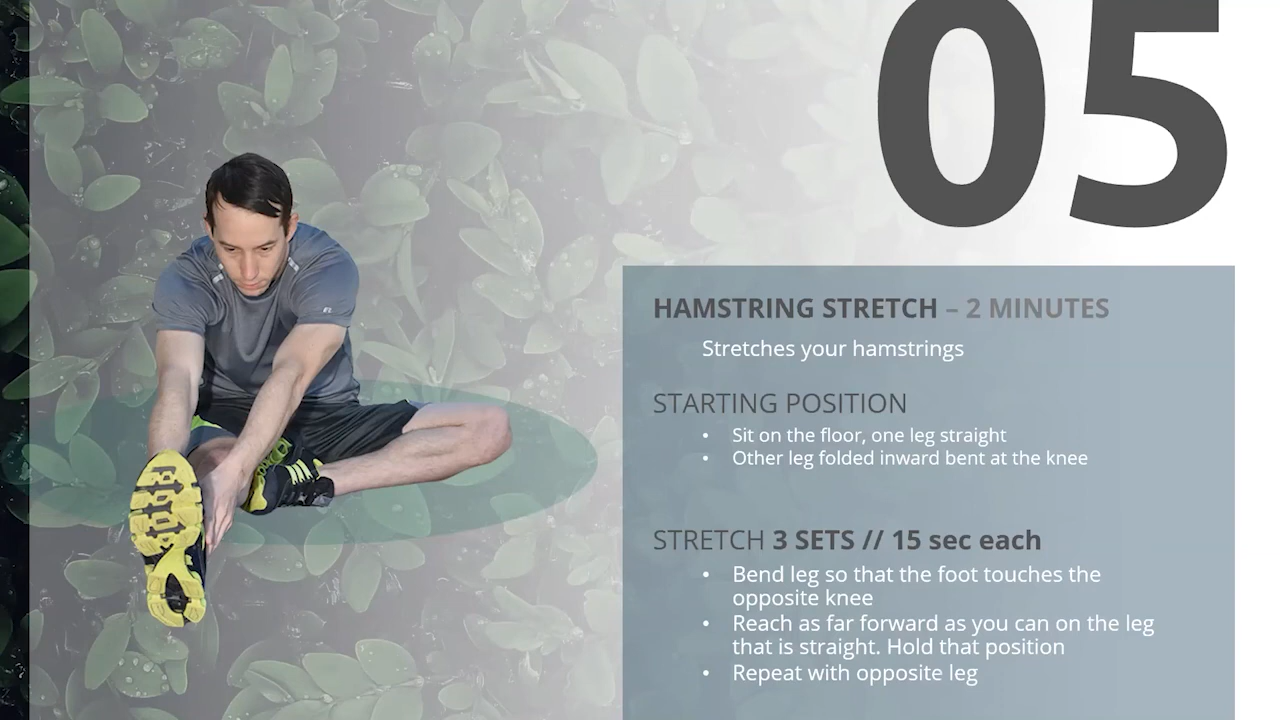 05
HAMSTRING STRETCH – 2 MINUTES
Stretches your hamstrings
STARTING POSITION
• Sit on the floor, one leg straight
• Other leg folded inward bent at the knee
STRETCH 3 SETS // 15 sec each
• Bend leg so that the foot touches the
opposite knee
• Reach as far forward as you can on the leg
that is straight. Hold that position
• Repeat with opposite leg